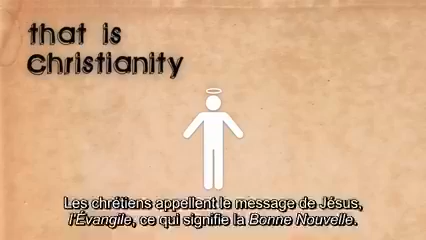 that is
Christianity
Les chrétiens appellent le message de Jésus,
l'Évangile, ce qui signifie la Bonne Nouvelle.